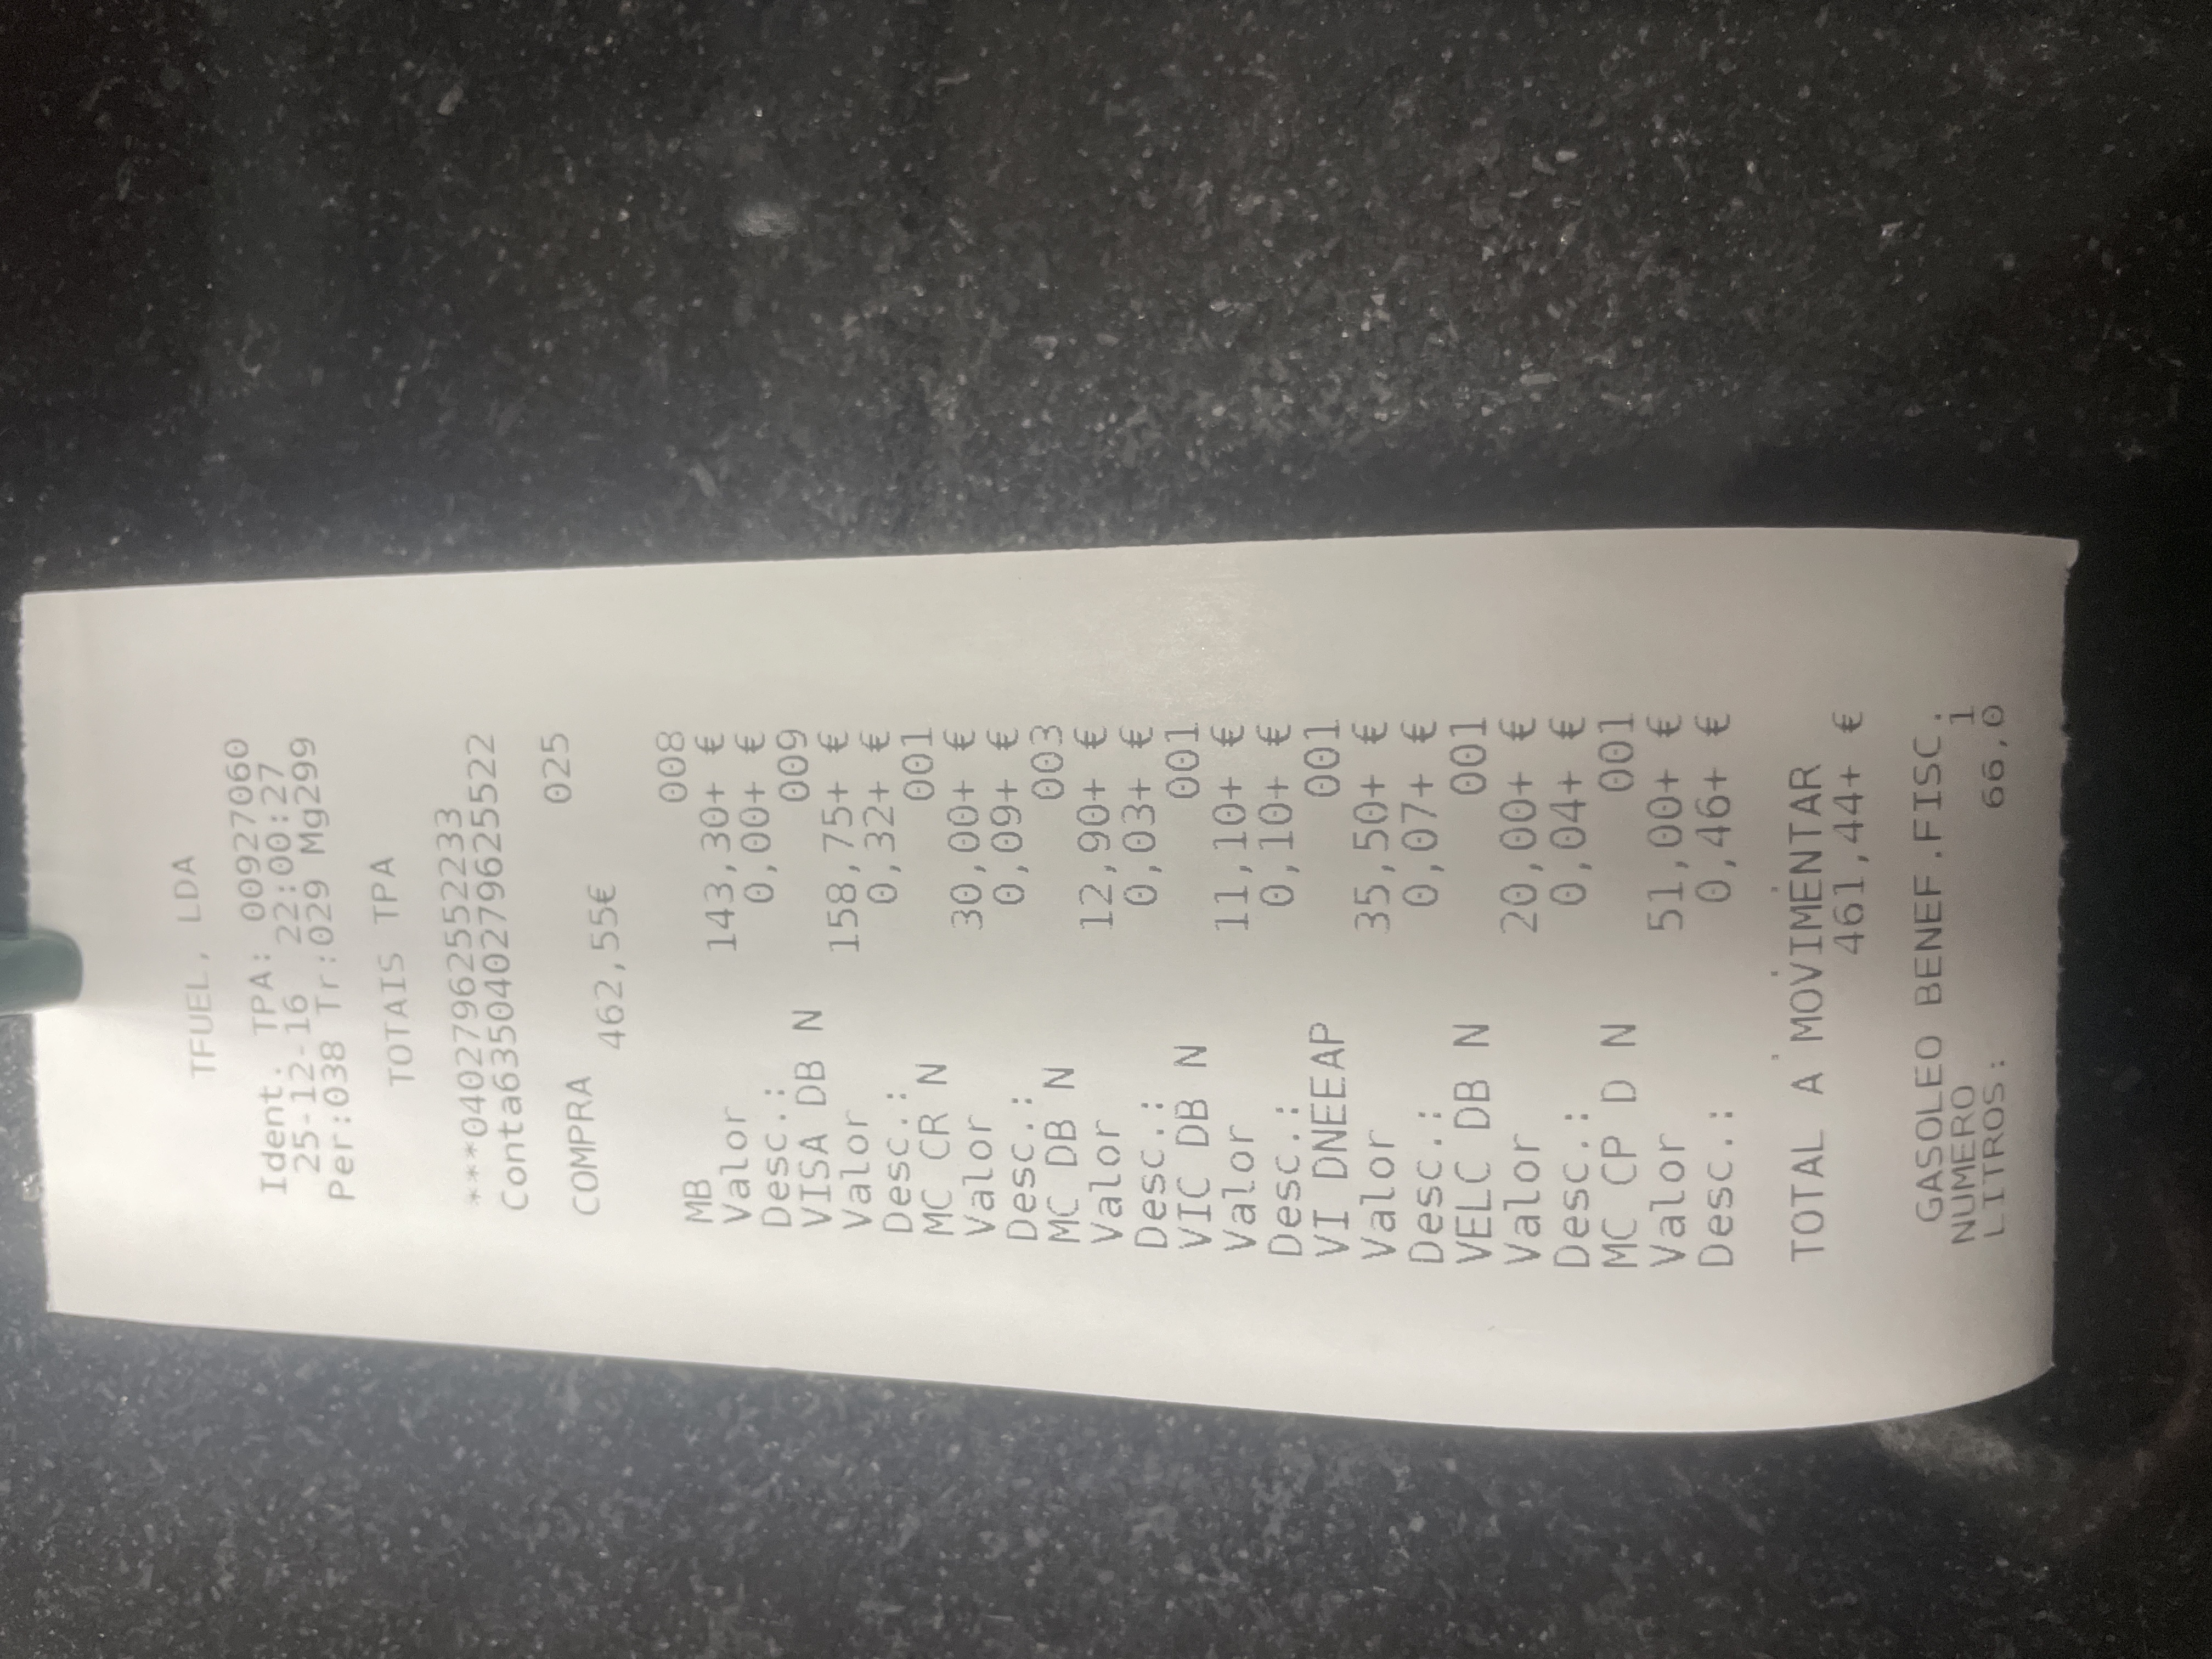 TFUEL, LDA
Ident. TPA: 00927060
25-12-16 22:00:27
Per:038 Tr:029 Mg299
TOTAIS TPA
***040279625552233
Conta635040279625522
COMPRA 025
462,55€
MB 008
Valor 143,30+ €
Desc.: 0,00+ €
VISA DB N 009
Valor 158,75+ €
Desc.: 0,32+ €
MC CR N 001
Valor 30,00+ €
Desc.: 0,09+ €
MC DB N 003
Valor 12,90+ €
Desc.: 0,03+ €
VIC DB N 001
Valor 11,10+ €
Desc.: 0,10+ €
VI DNEEAP 001
Valor 35,50+ €
Desc.: 0,07+ €
VELC DB N 001
Valor 20,00+ €
Desc.: 0,04+ €
MC CP D N 001
Valor 51,00+ €
Desc.: 0,46+ €
TOTAL A MOVIMENTAR
461,44+ €
GASOLEO BENEF.FISC.
NUMERO 1
LITROS: 66,0